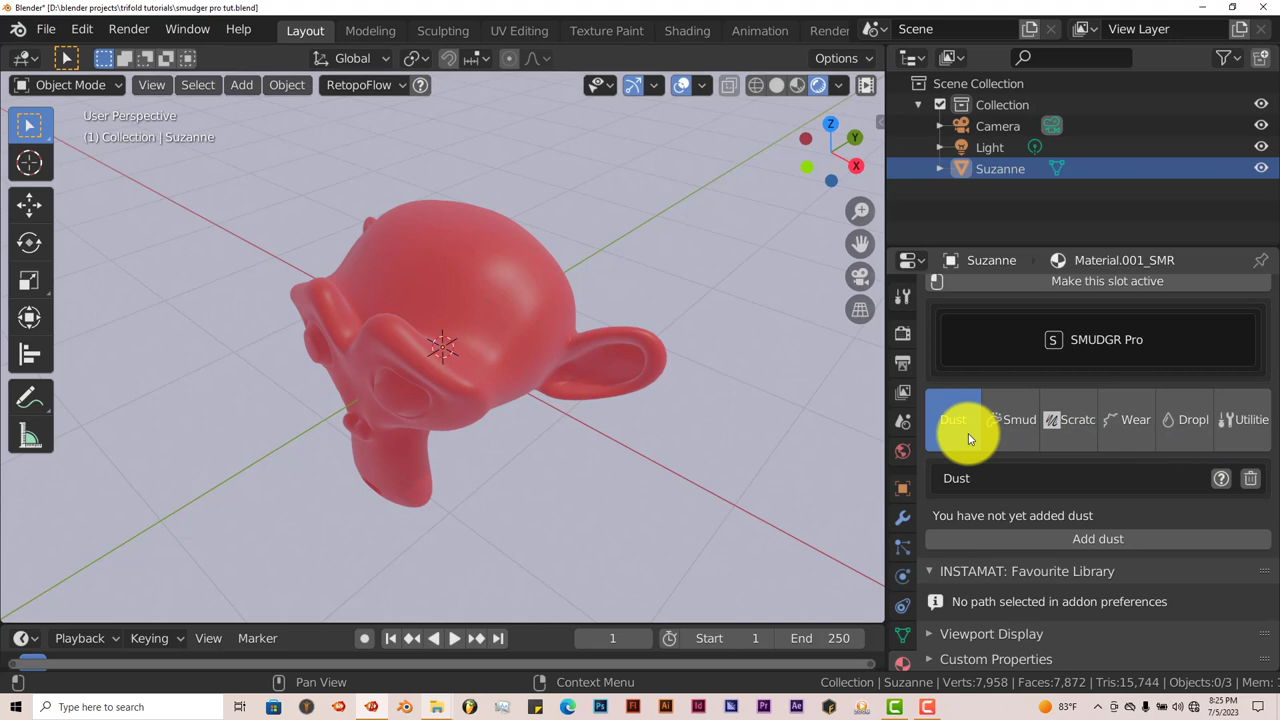 Blender* [D:\blender projects\trifold tutorials\smudger pro tut.blend]
File Edit Render Window Help Layout Modeling Sculpting UV Editing Texture Paint Shading Animation Render Scene View Layer
Global Options
Object Mode View Select Add Object RetopoFlow
User Perspective
(1) Collection | Suzanne
Z
Y
X
Scene Collection
Collection
Camera
Light
Suzanne
Suzanne Material.001_SMR
Make this slot active
S SMUDGR Pro
Dust Smud Scratc Wear Dropl Utilitie
Dust
You have not yet added dust
Add dust
INSTAMAT: Favourite Library
No path selected in addon preferences
Viewport Display
Custom Properties
Playback Keying View Marker 1 Start 1 End 250
Pan View Context Menu Collection | Suzanne Verts:7,958 Faces:7,872 Tris:15,744 Objects:0/3 Mem:
Type here to search 83°F 8:25 PM
7/5/2023